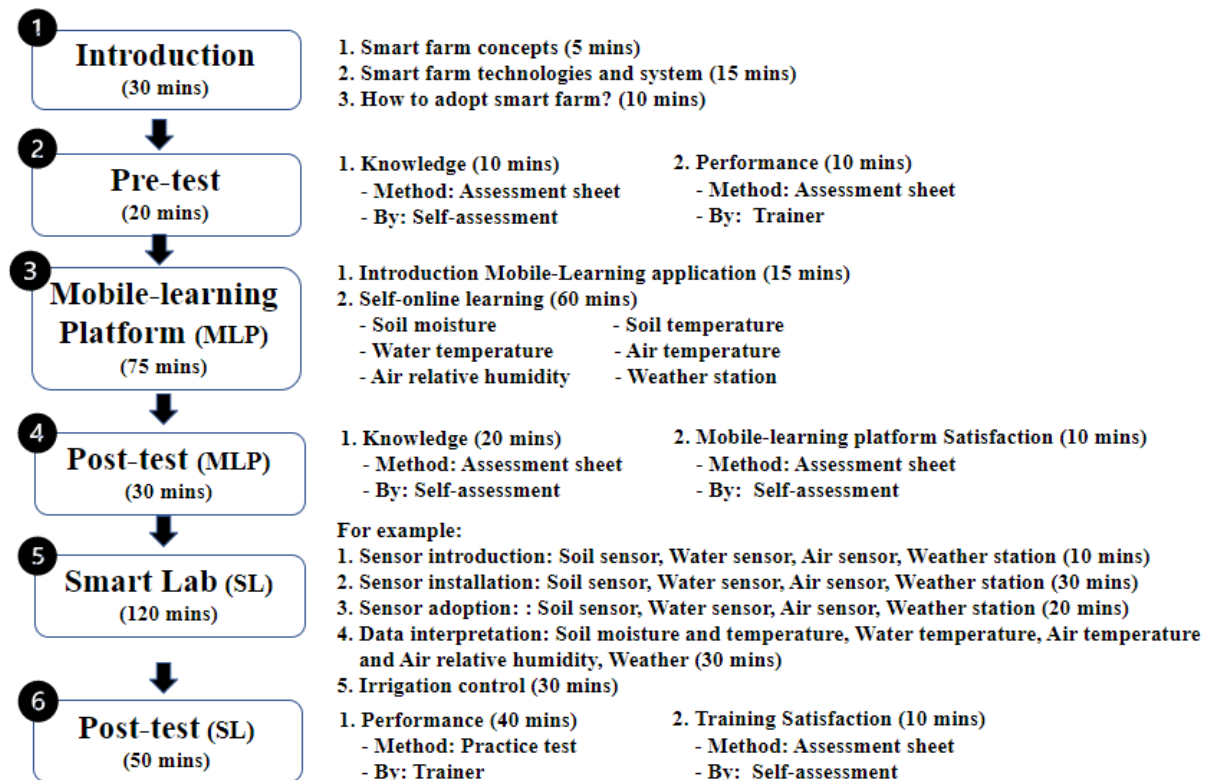 1
Introduction
(30 mins)
1. Smart farm concepts (5 mins)
2. Smart farm technologies and system (15 mins)
3. How to adopt smart farm? (10 mins)
2
Pre-test
(20 mins)
1. Knowledge (10 mins)
- Method: Assessment sheet
- By: Self-assessment
2. Performance (10 mins)
- Method: Assessment sheet
- By: Trainer
3
Mobile-learning
Platform (MLP)
(75 mins)
1. Introduction Mobile-Learning application (15 mins)
2. Self-online learning (60 mins)
- Soil moisture - Soil temperature
- Water temperature - Air temperature
- Air relative humidity - Weather station
4
Post-test (MLP)
(30 mins)
1. Knowledge (20 mins)
- Method: Assessment sheet
- By: Self-assessment
2. Mobile-learning platform Satisfaction (10 mins)
- Method: Assessment sheet
- By: Self-assessment
5
Smart Lab (SL)
(120 mins)
For example:
1. Sensor introduction: Soil sensor, Water sensor, Air sensor, Weather station (10 mins)
2. Sensor installation: Soil sensor, Water sensor, Air sensor, Weather station (30 mins)
3. Sensor adoption: : Soil sensor, Water sensor, Air sensor, Weather station (20 mins)
4. Data interpretation: Soil moisture and temperature, Water temperature, Air temperature
and Air relative humidity, Weather (30 mins)
5. Irrigation control (30 mins)
6
Post-test (SL)
(50 mins)
1. Performance (40 mins)
- Method: Practice test
- By: Trainer
2. Training Satisfaction (10 mins)
- Method: Assessment sheet
- By: Self-assessment